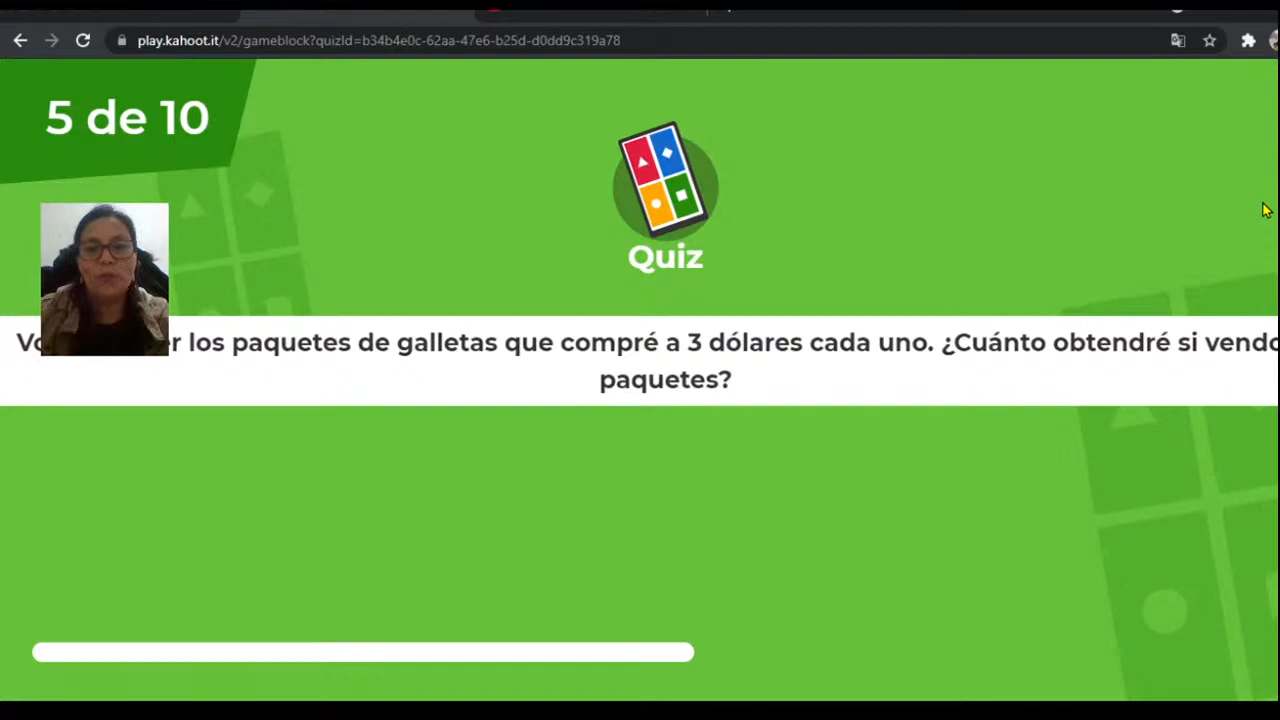 play.kahoot.it/v2/gameblock?quizId=b34b4e0c-62aa-47e6-b25d-d0dd9c319a78
5 de 10
Quiz
los paquetes de galletas que compré a 3 dólares cada uno. ¿Cuánto obtendré si vendo
paquetes?